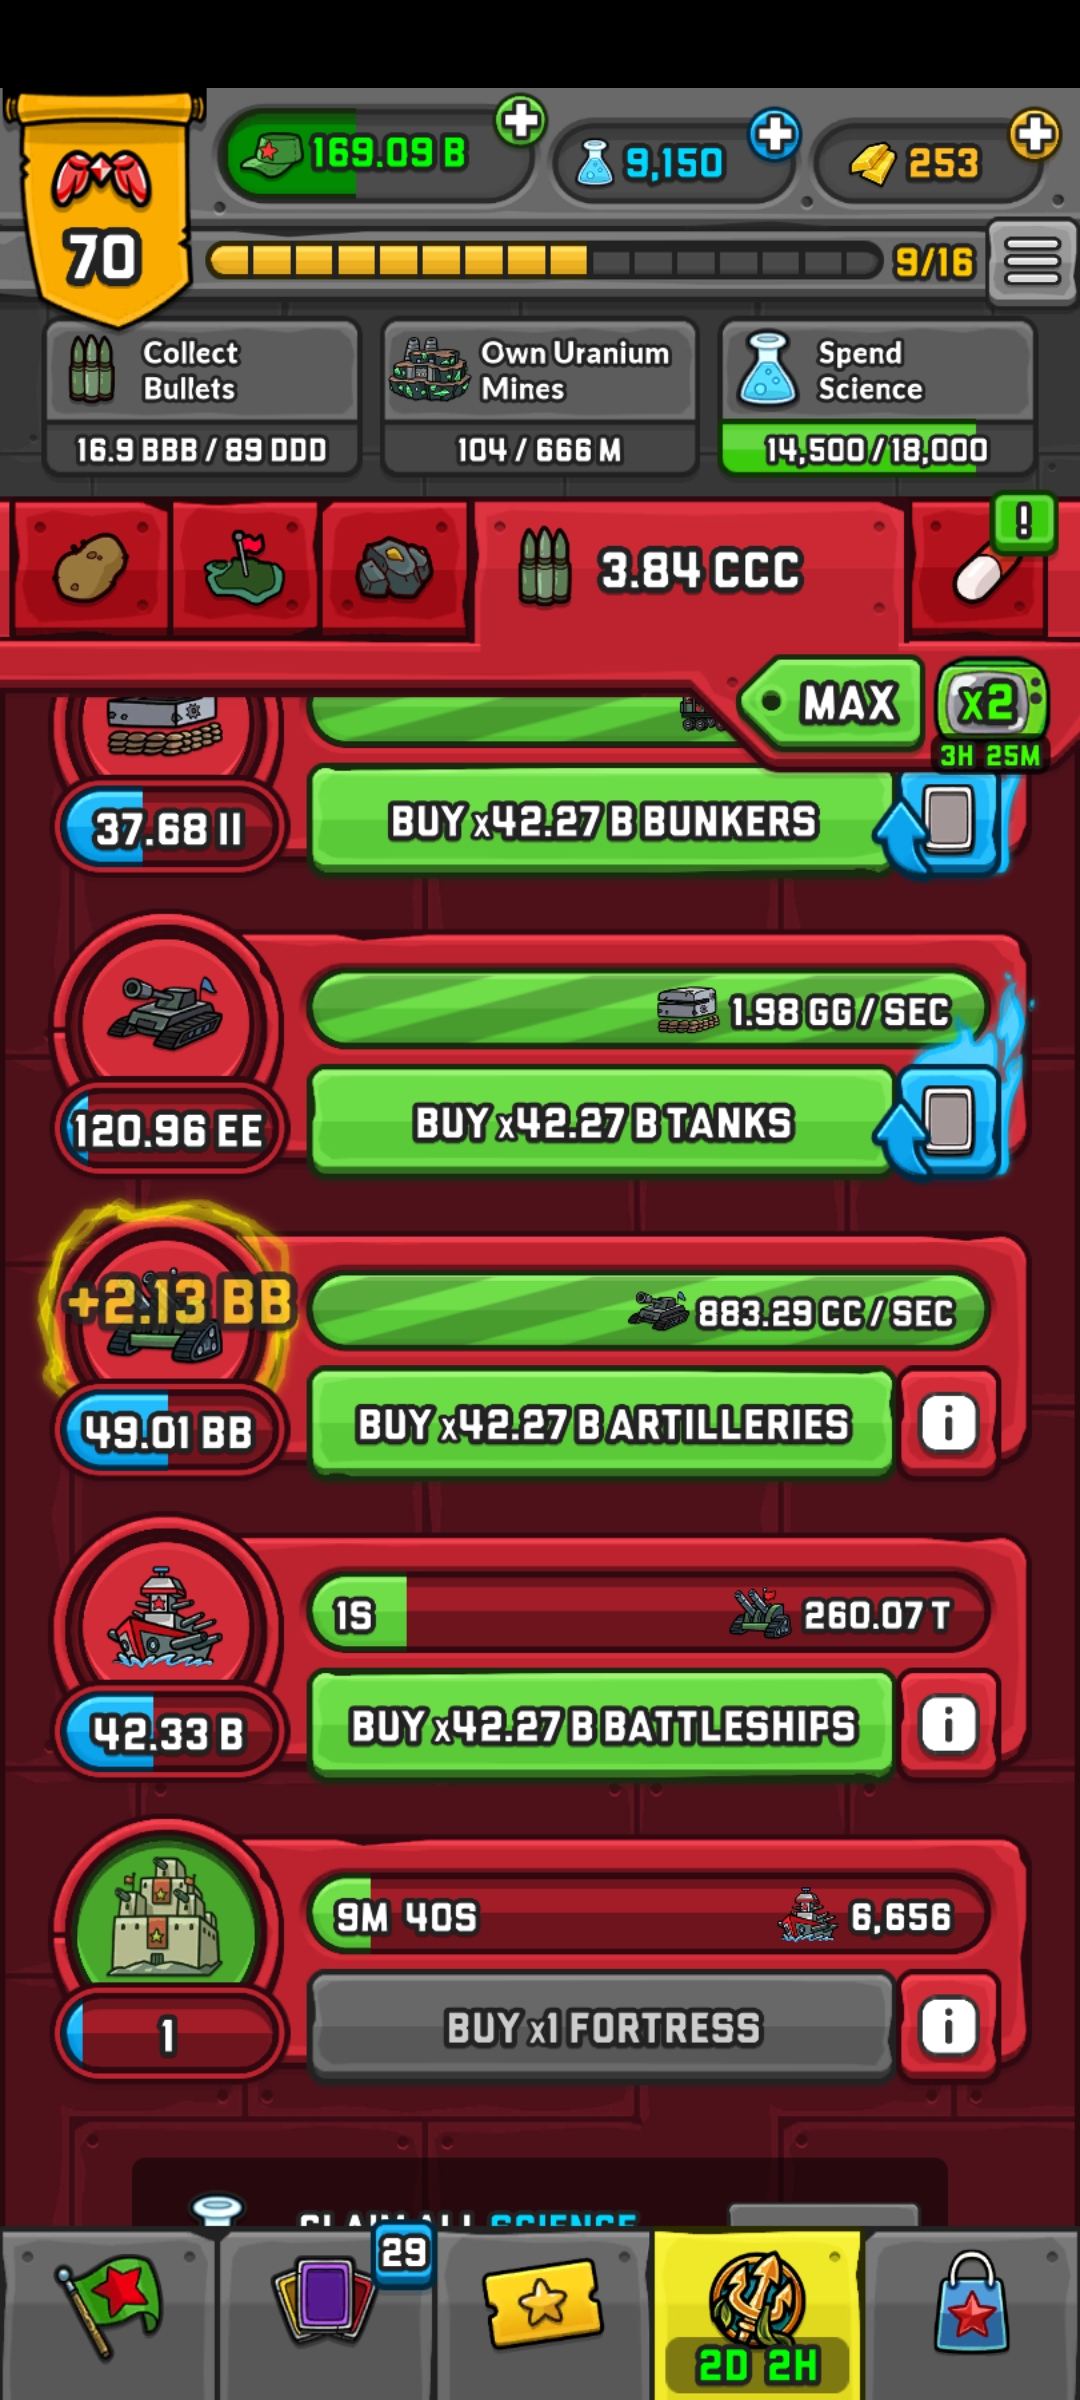 169.09 B
9,150
253
70
9/16
Collect
Bullets
16.9 BBB / 89 DDD
Own Uranium
Mines
104 / 666 M
Spend
Science
14,500 / 18,000
!
3.84 CCC
MAX
x2
3H 25M
37.68 II
BUY x42.27 B BUNKERS
1.98 GG / SEC
120.96 EE
BUY x42.27 B TANKS
+2.13 BB
883.29 CC / SEC
49.01 BB
BUY x42.27 B ARTILLERIES
i
1S
260.07 T
42.33 B
BUY x42.27 B BATTLESHIPS
i
9M 40S
6,656
1
BUY x1 FORTRESS
i
CLAIM ALL SCIENCE
29
2D 2H